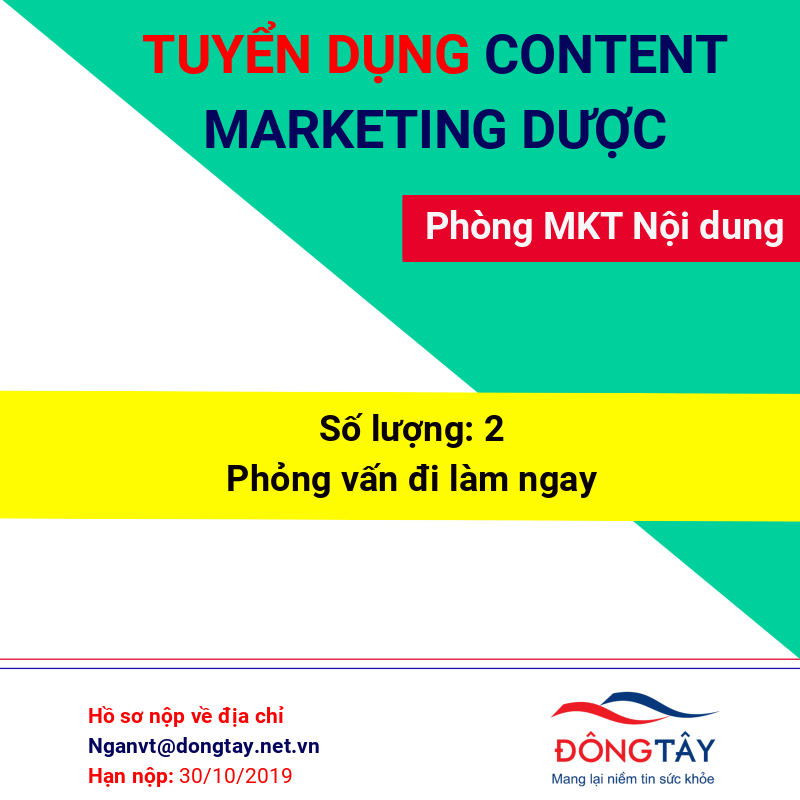 TUYỂN DỤNG CONTENT
MARKETING DƯỢC
Phòng MKT Nội dung
Số lượng: 2
Phỏng vấn đi làm ngay
Hồ sơ nộp về địa chỉ
Nganvt@dongtay.net.vn
Hạn nộp: 30/10/2019
ĐÔNGTÂY
Mang lại niềm tin sức khỏe